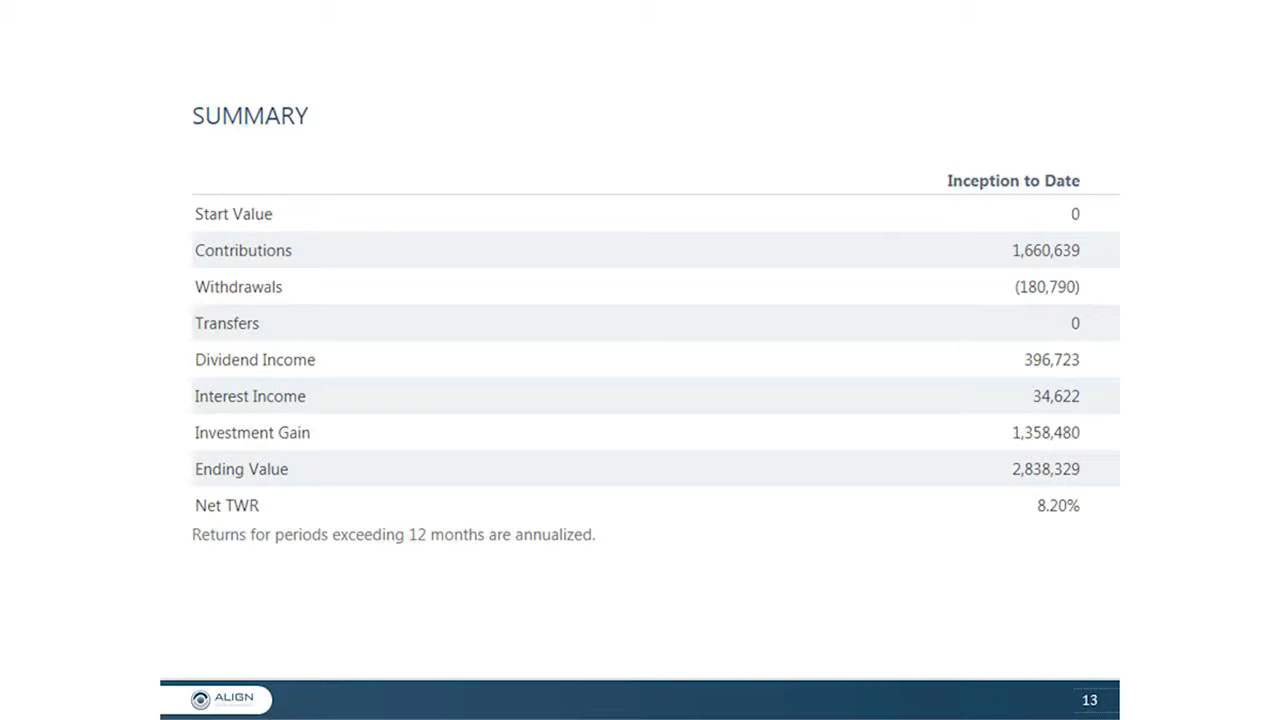 SUMMARY
Inception to Date
Start Value 0
Contributions 1,660,639
Withdrawals (180,790)
Transfers 0
Dividend Income 396,723
Interest Income 34,622
Investment Gain 1,358,480
Ending Value 2,838,329
Net TWR 8.20%
Returns for periods exceeding 12 months are annualized.
ALIGN
13